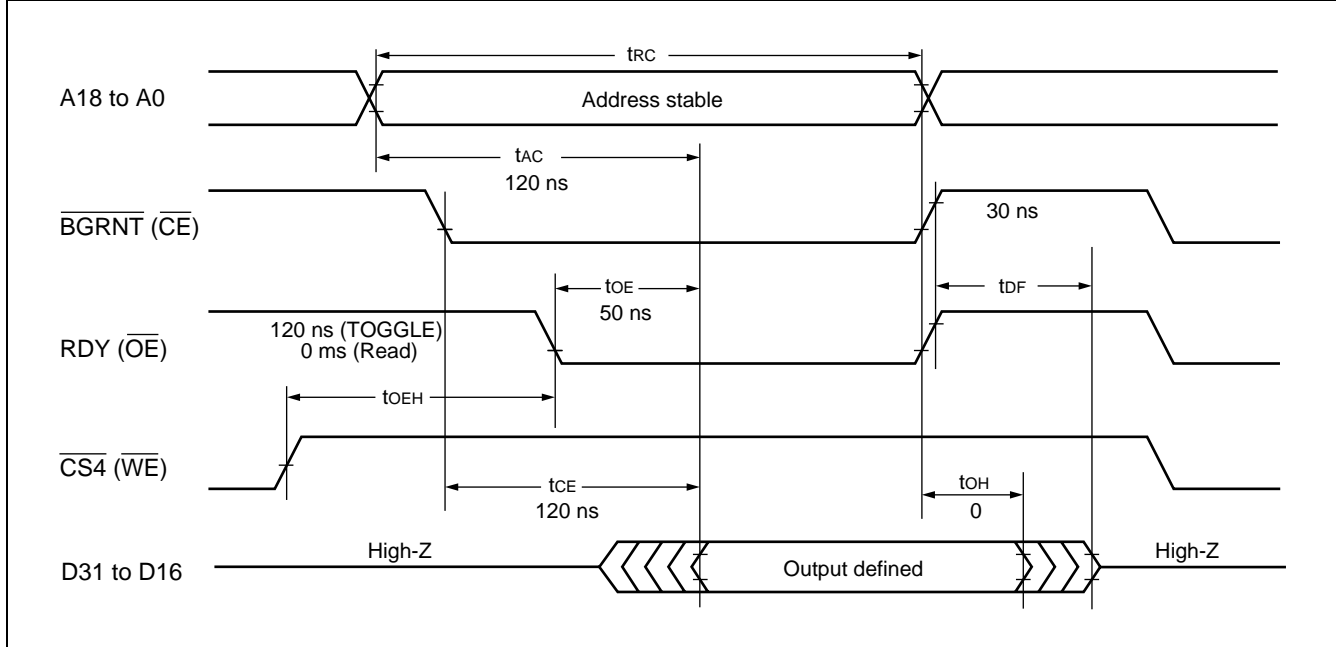 tRC
A18 to A0
Address stable
tAC
120 ns
BGRNT (CE)
30 ns
tOE
50 ns
tDF
RDY (OE)
120 ns (TOGGLE)
0 ms (Read)
tOEH
CS4 (WE)
tCE
120 ns
tOH
0
D31 to D16
High-Z
Output defined
High-Z